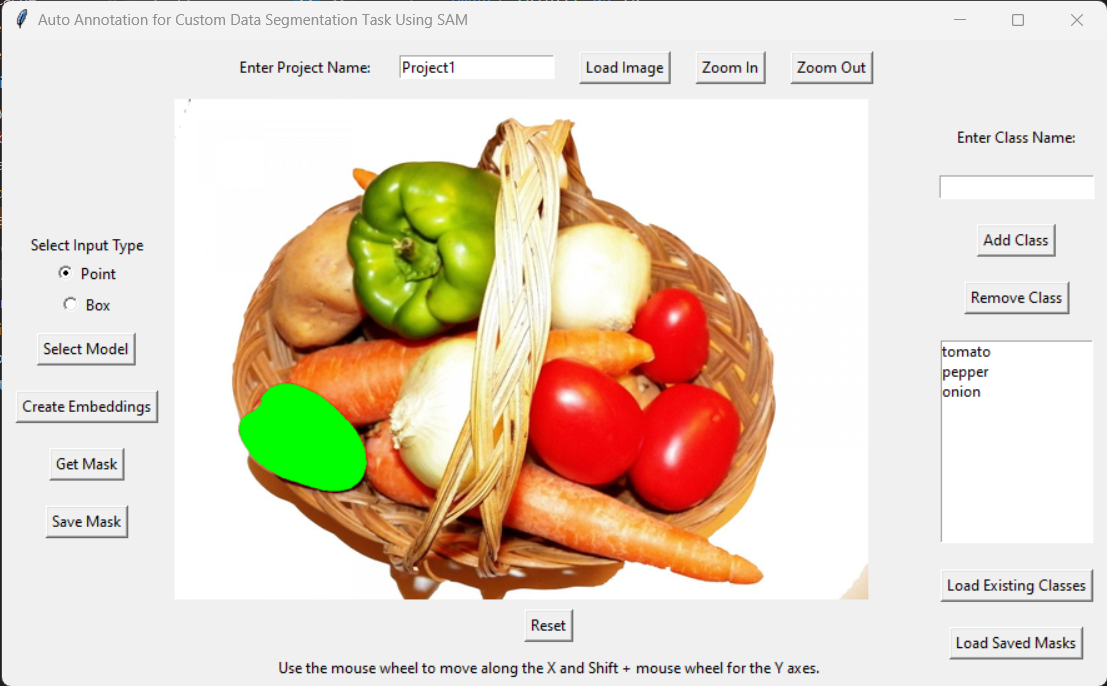 Auto Annotation for Custom Data Segmentation Task Using SAM
Enter Project Name: Project1 Load Image Zoom In Zoom Out
Enter Class Name:
Add Class
Remove Class
tomato
pepper
onion
Load Existing Classes
Load Saved Masks
Select Input Type
Point
Box
Select Model
Create Embeddings
Get Mask
Save Mask
Reset
Use the mouse wheel to move along the X and Shift + mouse wheel for the Y axes.